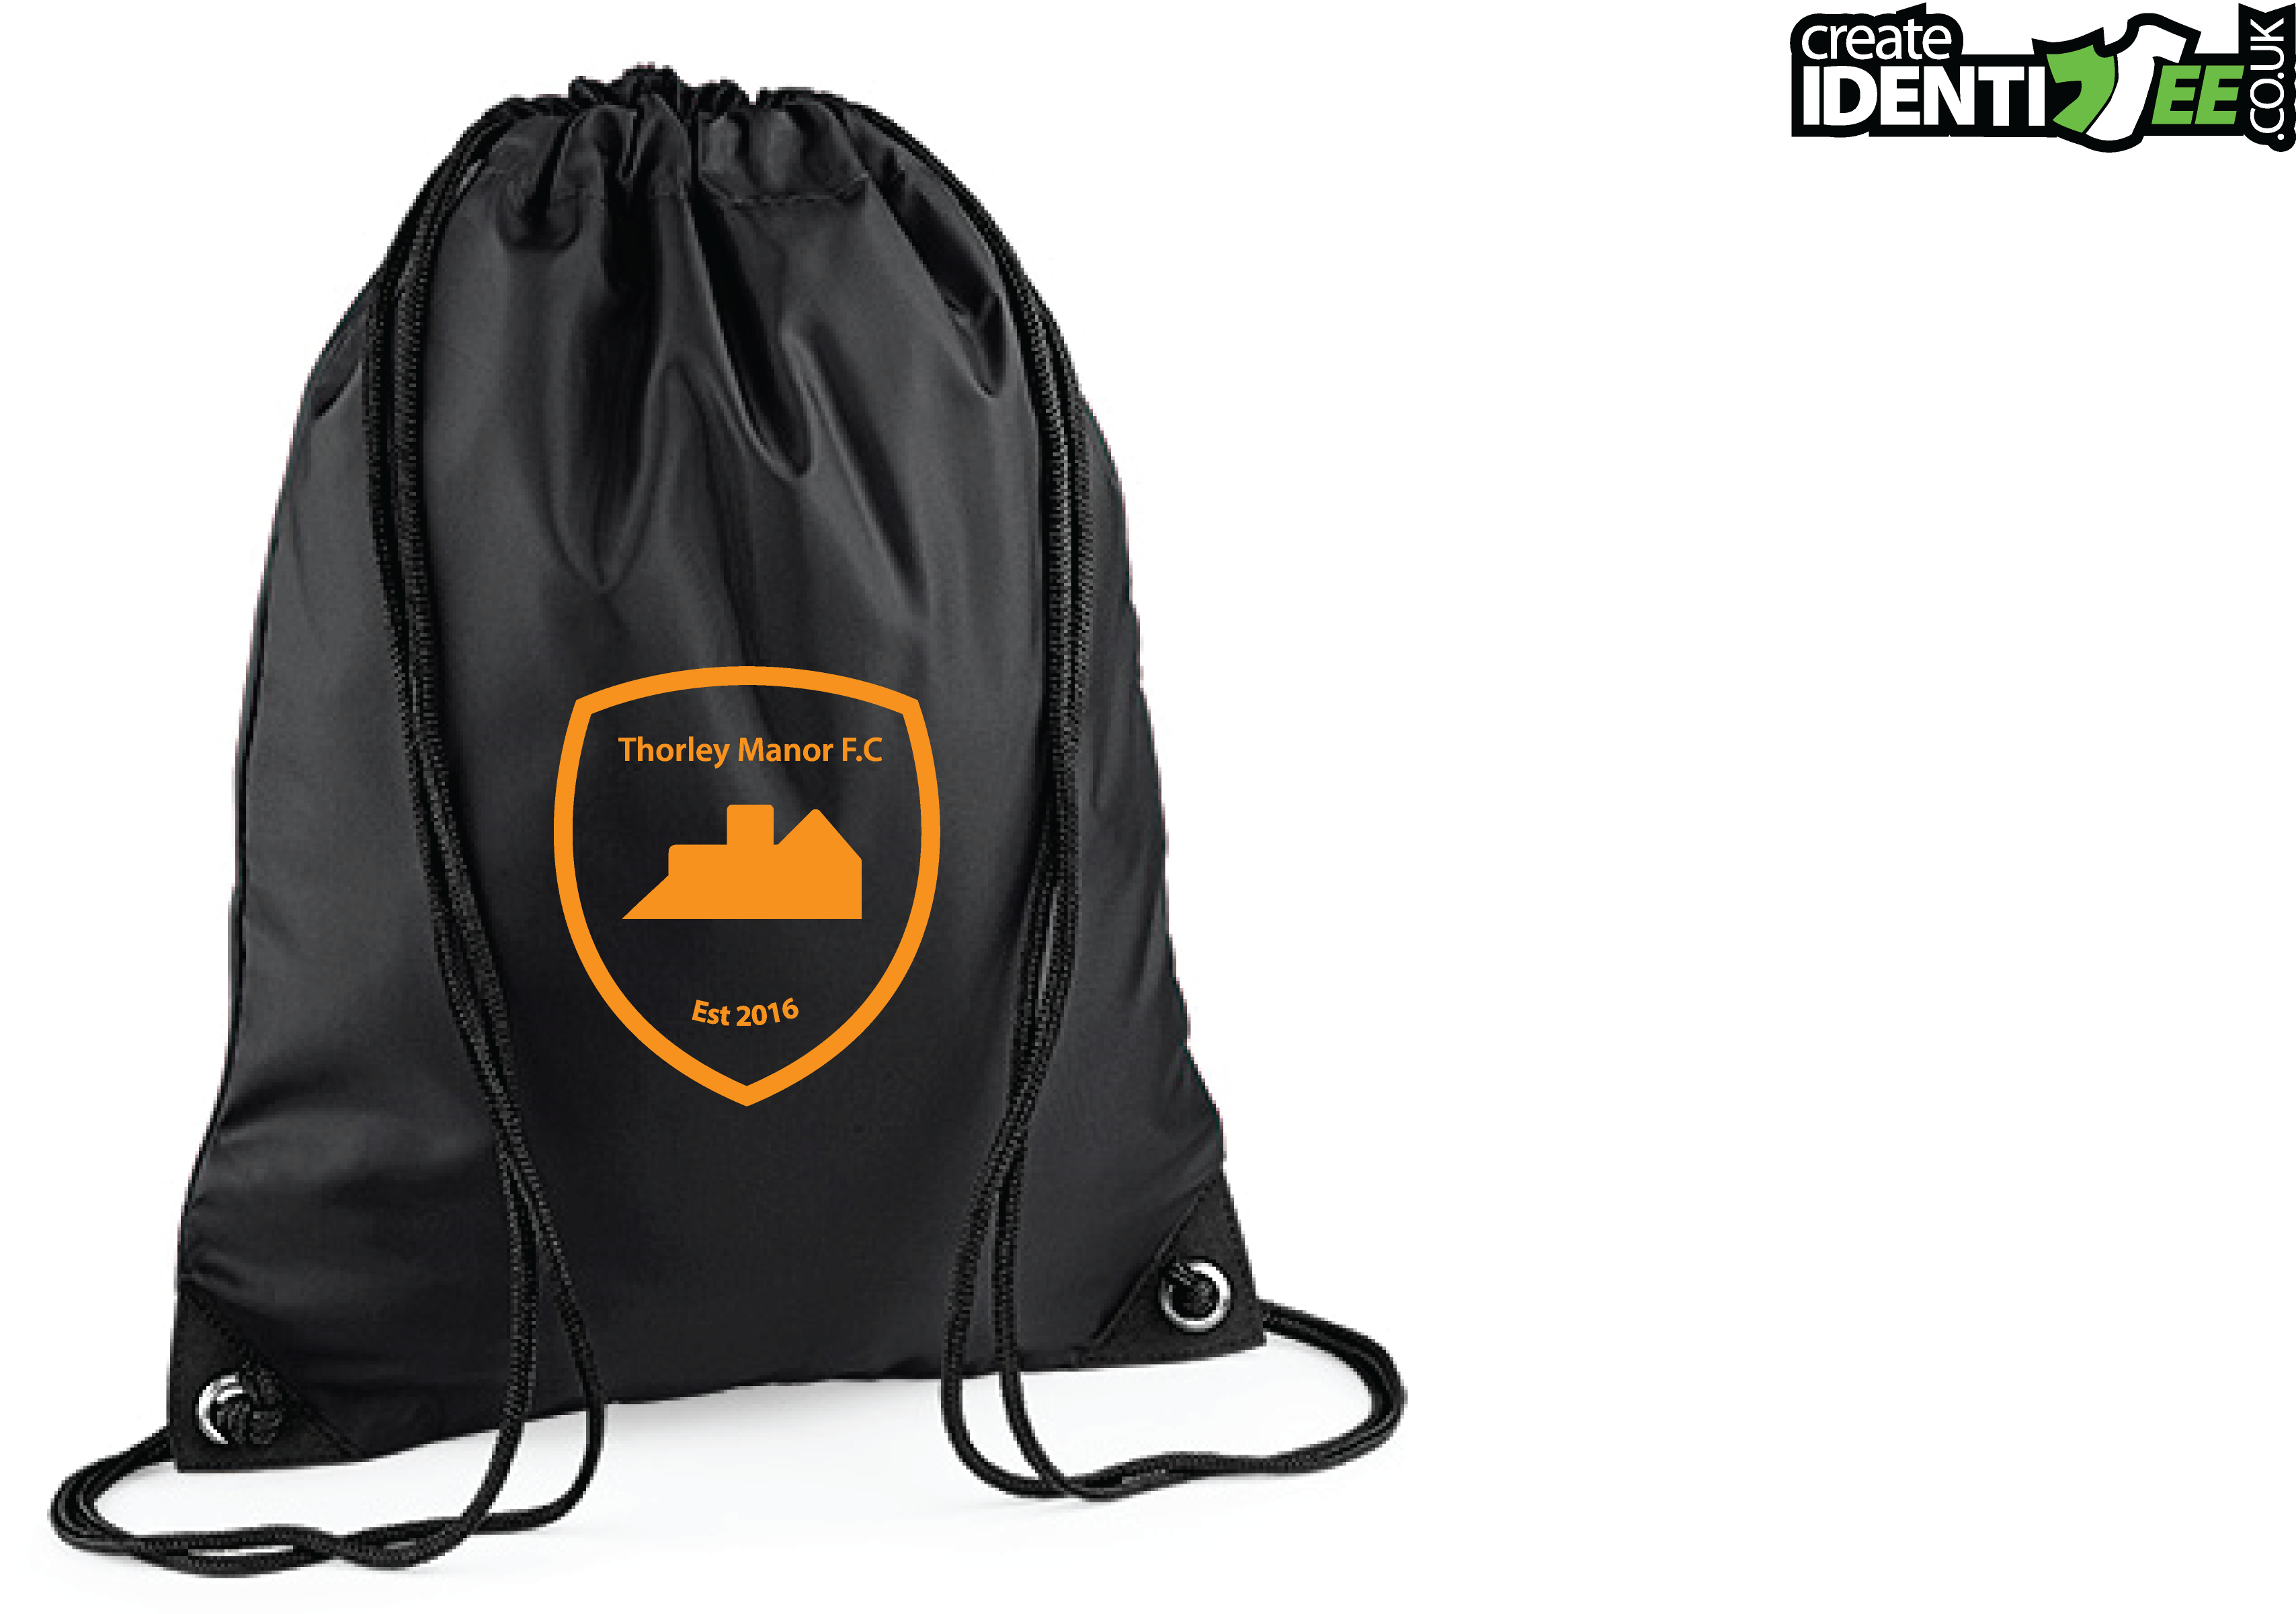 create
IDENTITEE
.CO.UK
Thorley Manor F.C
Est 2016